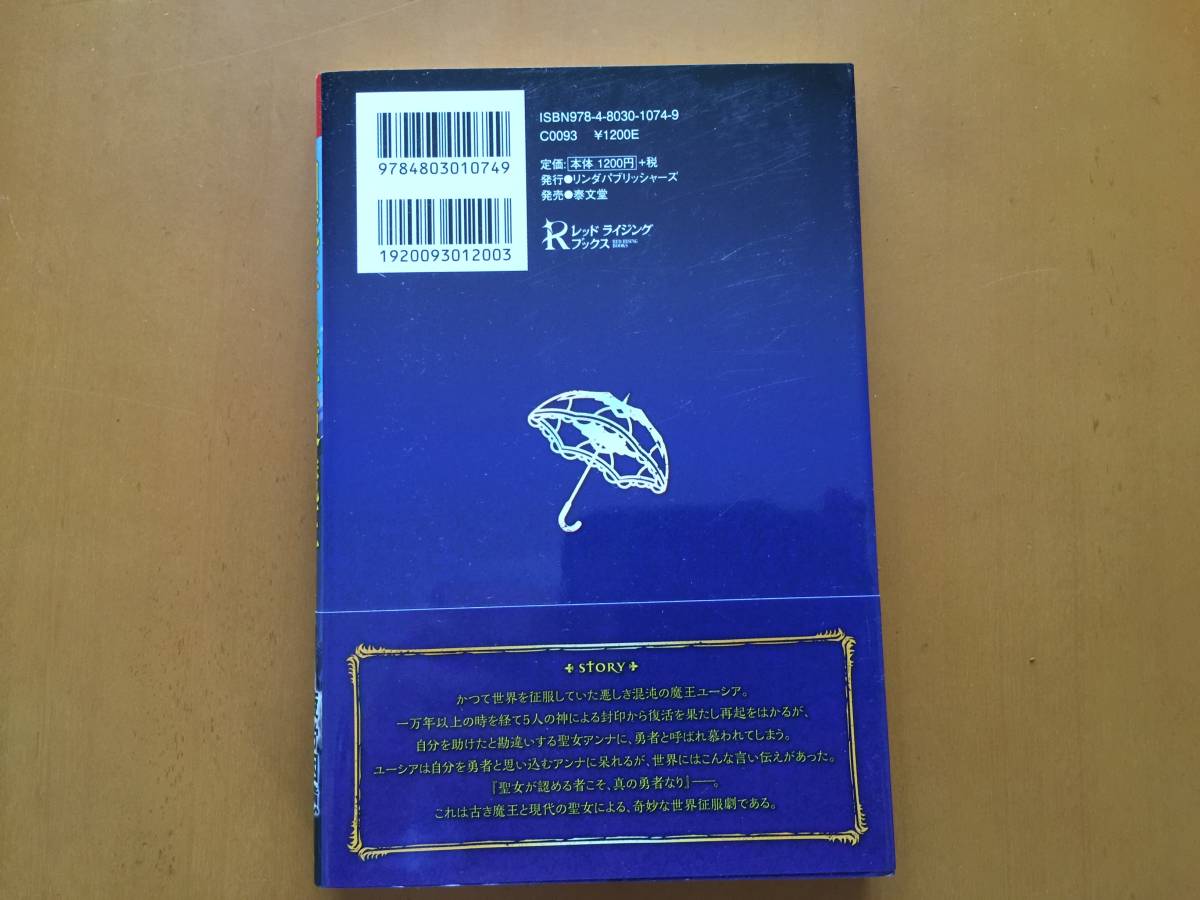 ISBN978-4-8030-1074-9
C0093 ¥1200E
9784803010749
定価:本体 1200円+税
発行●リンダパブリッシャーズ
発売●泰文堂
1920093012003
R レッド ライジング
ブックス RED RISING BOOKS
STORY
かつて世界を征服していた悪しき混沌の魔王ユーシア。
一万年以上の時を経て5人の神による封印から復活を果たし再起をはかるが、
自分を助けたと勘違いする聖女アンナに、勇者と呼ばれ慕われてしまう。
ユーシアは自分を勇者と思い込むアンナに呆れるが、世界にはこんな言い伝えがあった。
『聖女が認める者こそ、真の勇者なり』――。
これは古き魔王と現代の聖女による、奇妙な世界征服劇である。